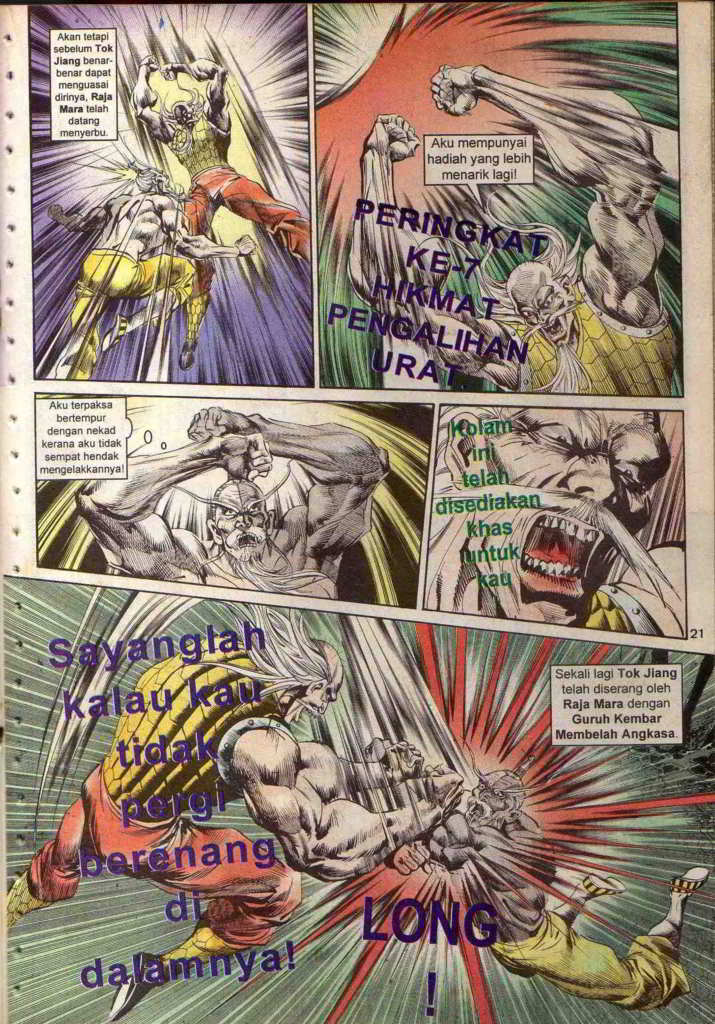 Akan tetapi
sebelum Tok
Jiang benar-
benar dapat
menguasai
dirinya, Raja
Mara telah
datang
menyerbu.
Aku mempunyai
hadiah yang lebih
menarik lagi!
PERINGKAT
KE-7
HIKMAT
PENGALIHAN
URAT.
Aku terpaksa
bertempur
dengan nekad
kerana aku tidak
sempat hendak
mengelakkannya!
Kolam
ini
telah
disediakan
khas
untuk
kau
21
Sayanglah
kalau kau
tidak
pergi
berenang
di
dalamnya!
Sekali lagi Tok Jiang
telah diserang oleh
Raja Mara dengan
Guruh Kembar
Membelah Angkasa.
LONG
!